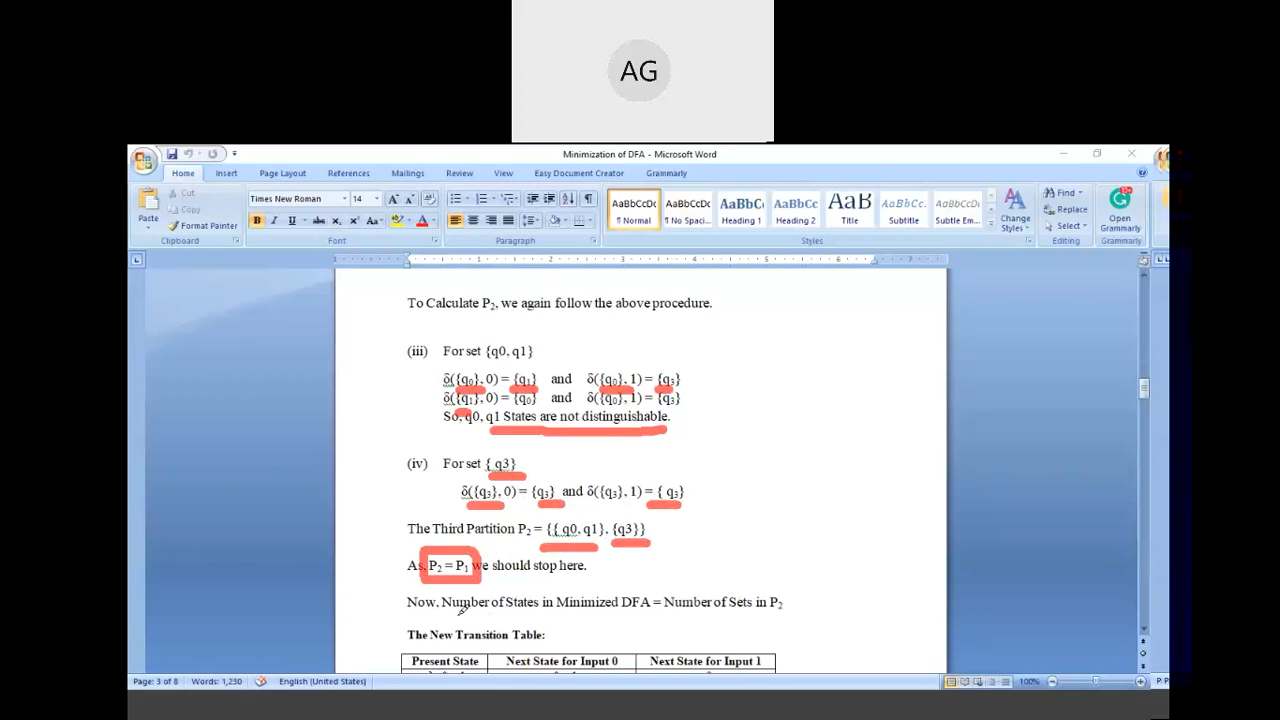 AG
Minimization of DFA - Microsoft Word
Home Insert Page Layout References Mailings Review View Easy Document Creator Grammarly
Cut
Copy
Format Painter
Paste
Clipboard
Times New Roman 14
Font
Paragraph
AaBbCcDc AaBbCcDc AaBbC AaBbCc AaB AaBbCc. AaBbCcDc
¶ Normal ¶ No Spaci... Heading 1 Heading 2 Title Subtitle Subtle Em...
Change Styles
Styles
Find
Replace
Select
Editing
Open Grammarly
Grammarly
To Calculate P₂, we again follow the above procedure.
(iii) For set {q0, q1}
δ({q₀}, 0) = {q₁} and δ({q₀}, 1) = {q₃}
δ({q₁}, 0) = {q₀} and δ({q₀}, 1) = {q₃}
So, q0, q1 States are not distinguishable.
(iv) For set { q3}
δ({q₃}, 0) = {q₃} and δ({q₃}, 1) = { q₃}
The Third Partition P₂ = {{ q0, q1}, {q3}}
As, P₂ = P₁ we should stop here.
Now, Number of States in Minimized DFA = Number of Sets in P₂
The New Transition Table:
Present State Next State for Input 0 Next State for Input 1
Page: 3 of 8 Words: 1,230 English (United States) 100%